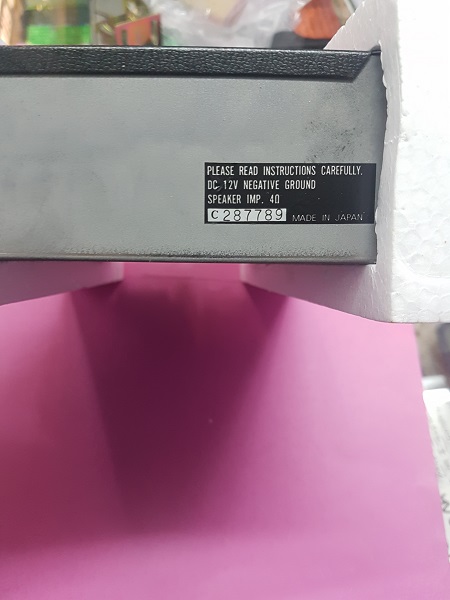 PLEASE READ INSTRUCTIONS CAREFULLY.
DC 12V NEGATIVE GROUND
SPEAKER IMP. 4Ω
C287789 MADE IN JAPAN